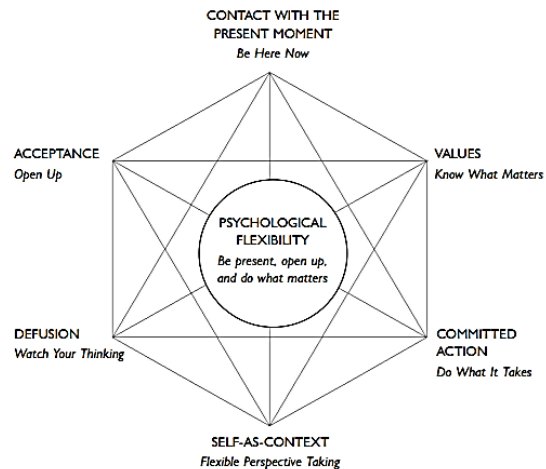 CONTACT WITH THE
PRESENT MOMENT
Be Here Now
ACCEPTANCE
Open Up
VALUES
Know What Matters
PSYCHOLOGICAL
FLEXIBILITY
Be present, open up,
and do what matters
DEFUSION
Watch Your Thinking
COMMITTED
ACTION
Do What It Takes
SELF-AS-CONTEXT
Flexible Perspective Taking